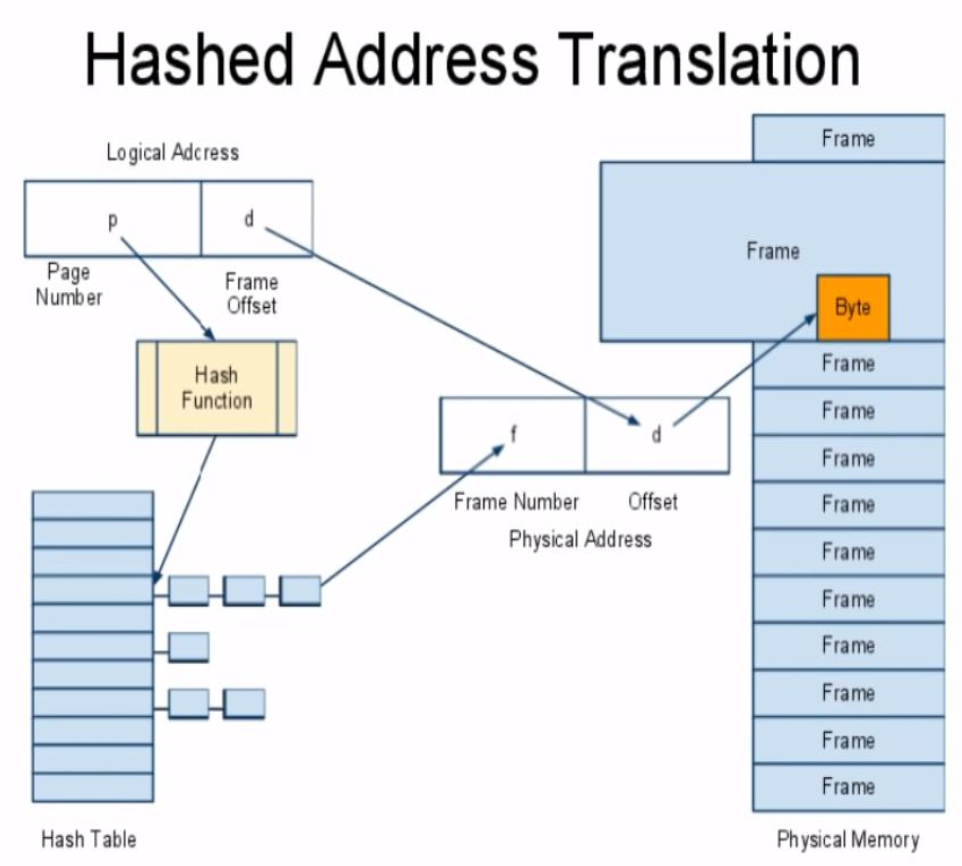 Hashed Address Translation
Logical Adcress
p
d
Page
Number
Frame
Offset
Hash
Function
Hash Table
f
d
Frame Number
Offset
Physical Address
Frame
Frame
Byte
Frame
Frame
Frame
Frame
Frame
Frame
Frame
Frame
Frame
Frame
Physical Memory